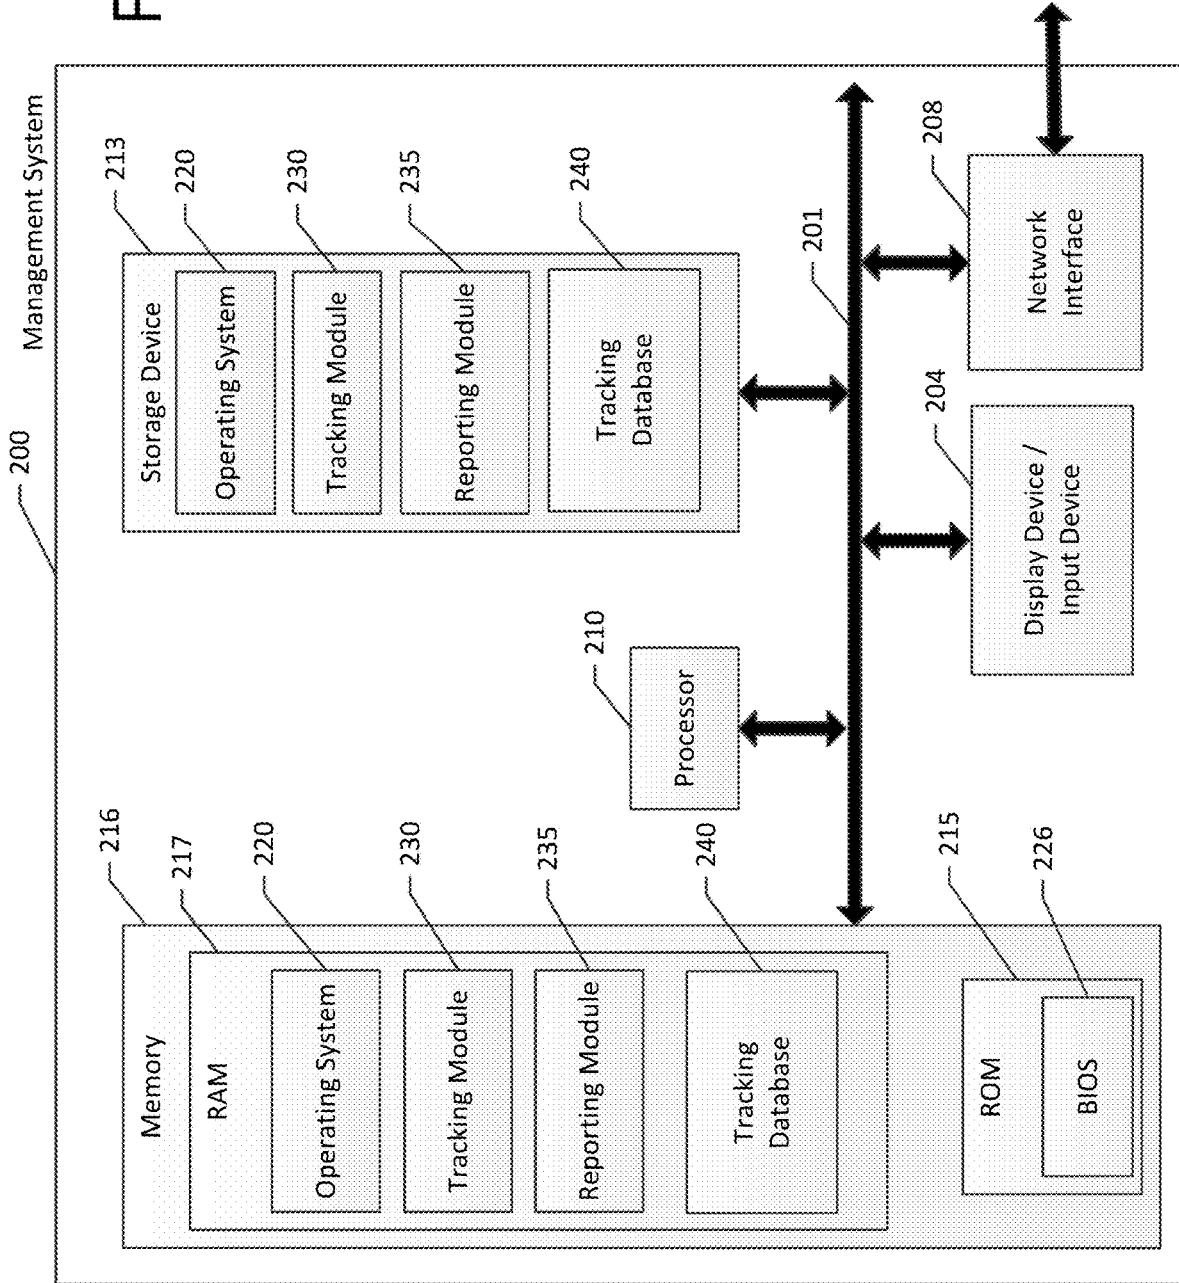 200
Management System
F
Memory
216
Storage Device
213
RAM
217
Operating System
220
Operating System
220
Tracking Module
230
Tracking Module
230
Reporting Module
235
Reporting Module
235
Tracking
Database
240
Tracking
Database
240
Processor
210
201
ROM
215
BIOS
226
Display Device /
Input Device
204
Network
Interface
208